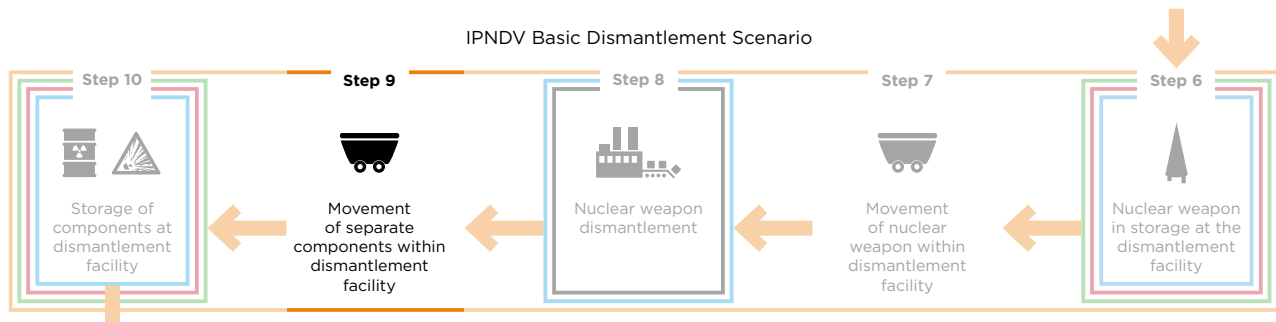 IPNDV Basic Dismantlement Scenario
Step 10
Storage of
components at
dismantlement
facility
Step 9
Movement
of separate
components within
dismantlement
facility
Step 8
Nuclear weapon
dismantlement
Step 7
Movement
of nuclear
weapon within
dismantlement
facility
Step 6
Nuclear weapon
in storage at the
dismantlement
facility